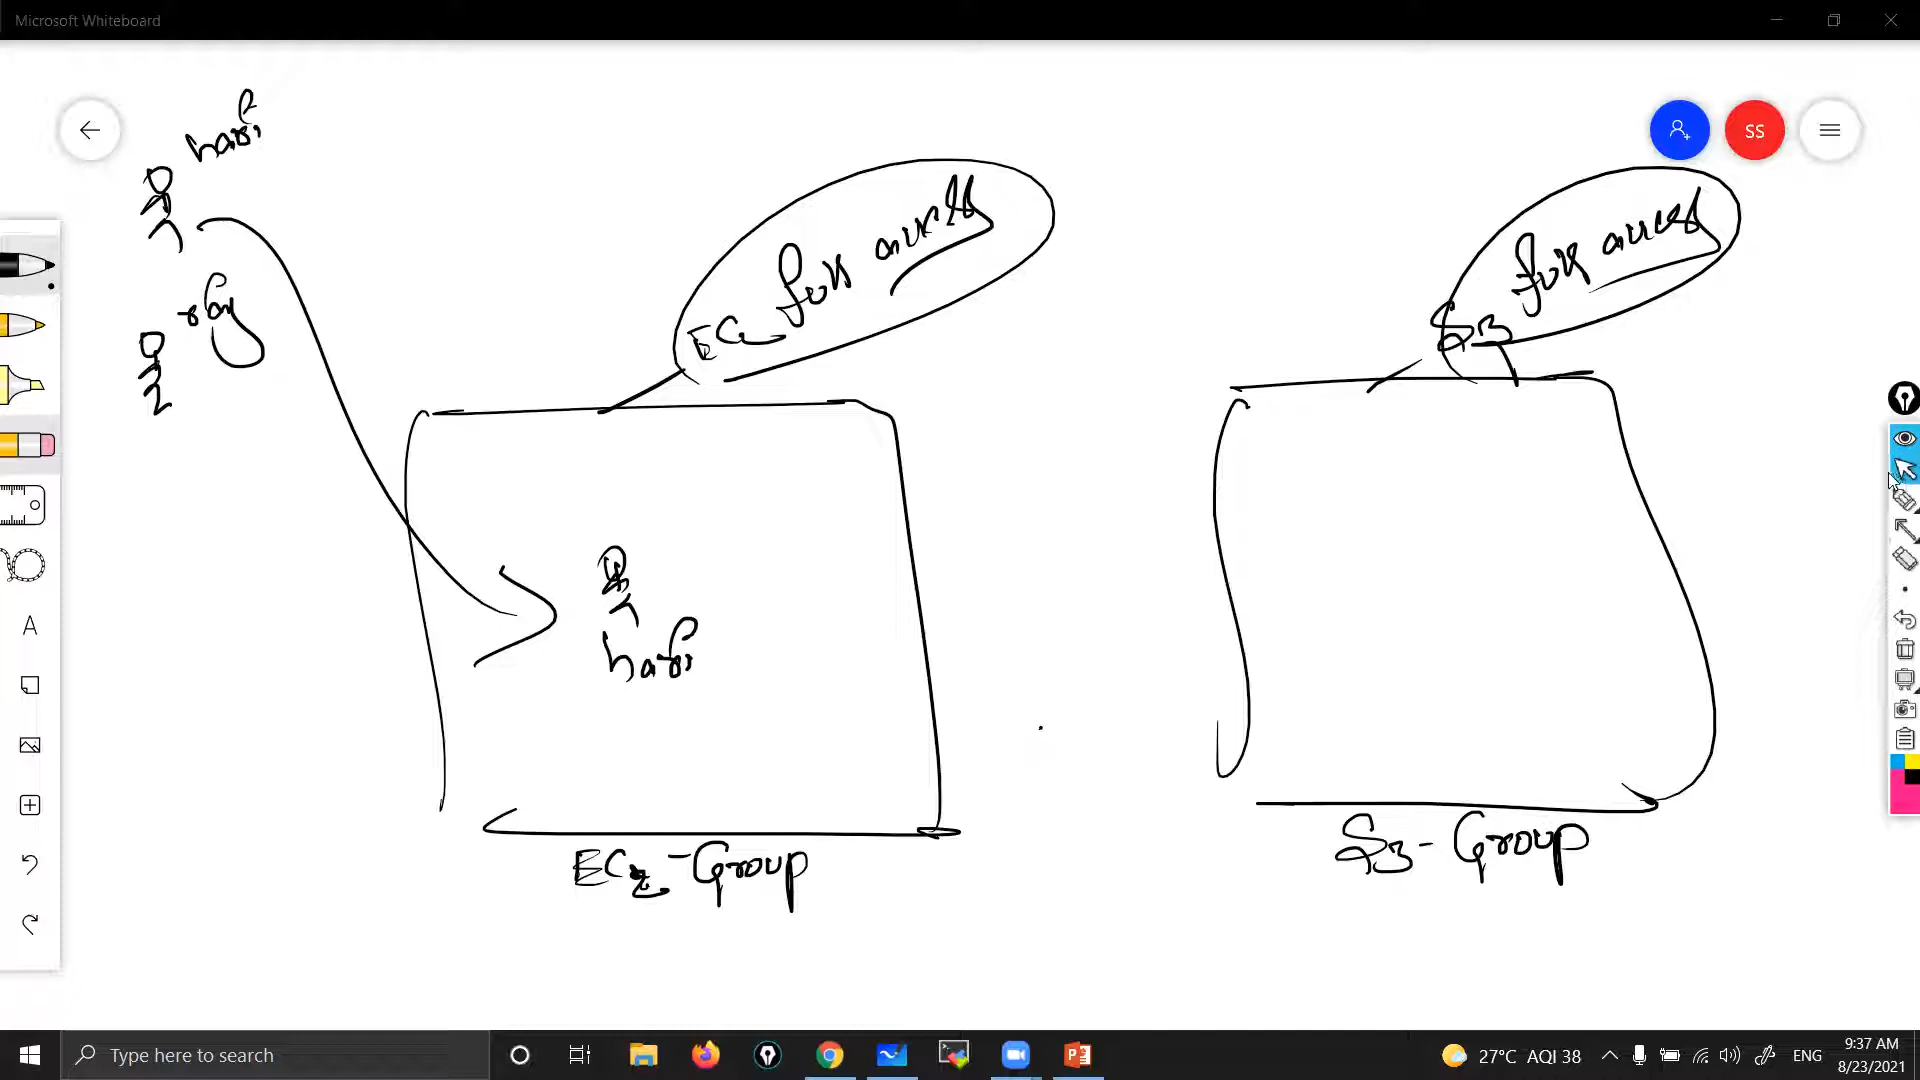 Microsoft Whiteboard
hari
SS
EC2 full access
S3 full access
A
hari
EC2 - Group
S3 - Group
Type here to search
27°C AQI 38
ENG
9:37 AM
8/23/2021